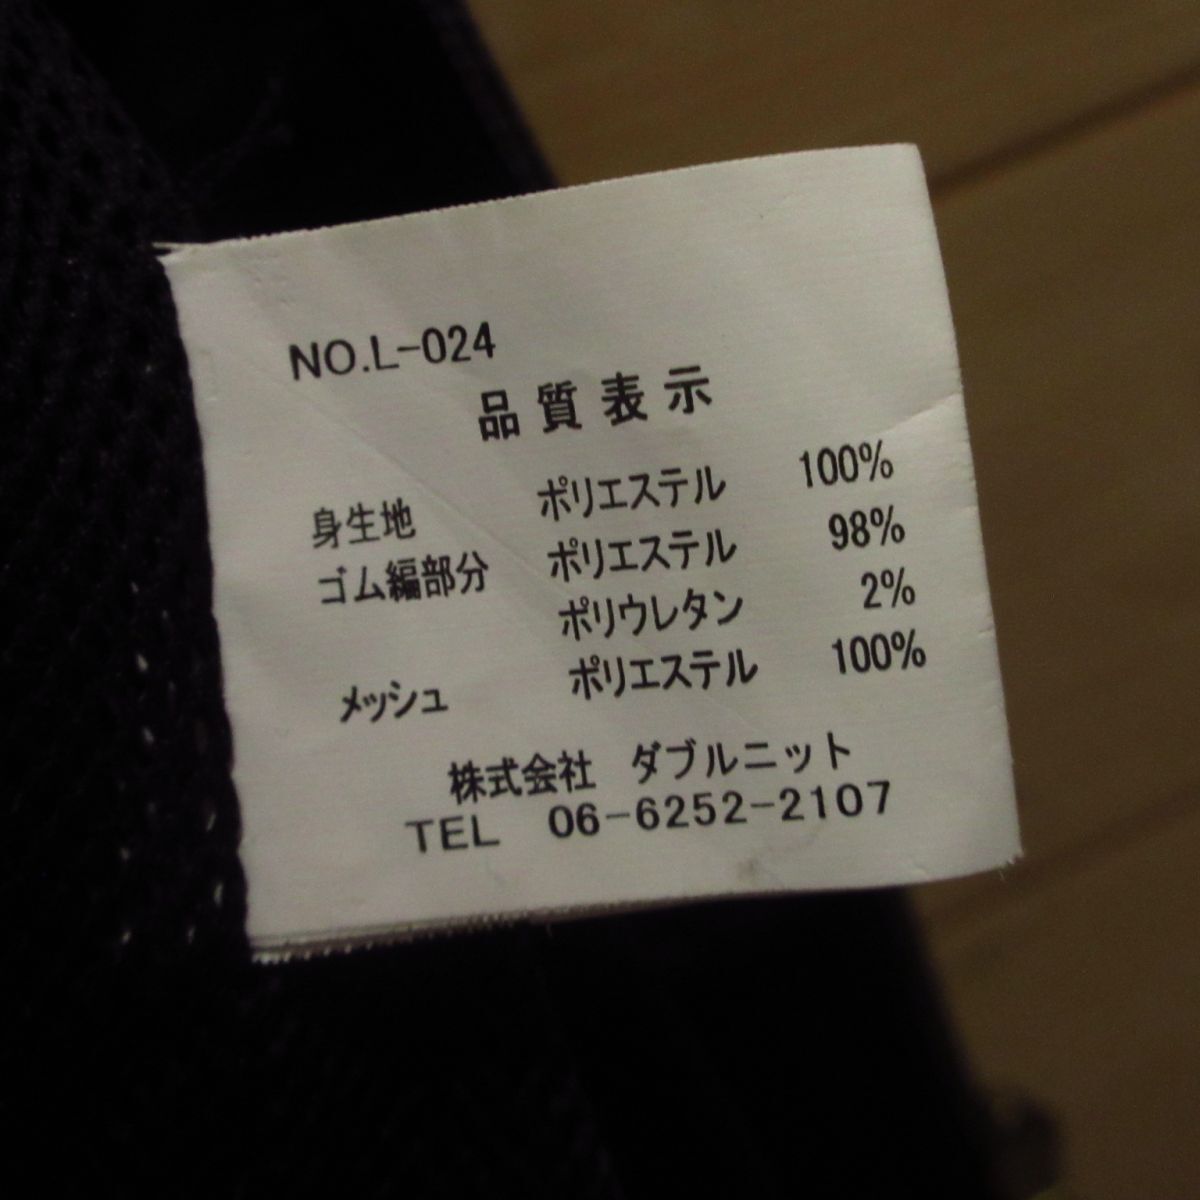 NO.L-024
品質表示
身生地 ポリエステル 100%
ゴム編部分 ポリエステル 98%
ポリウレタン 2%
メッシュ ポリエステル 100%
株式会社 ダブルニット
TEL 06-6252-2107